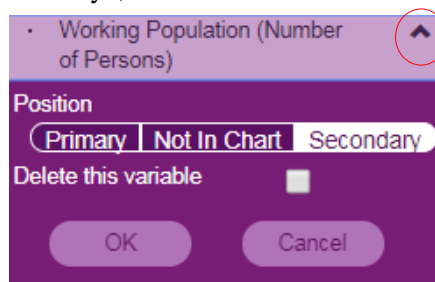 · Working Population (Number
of Persons)
Position
Primary Not In Chart Secondary
Delete this variable
OK Cancel